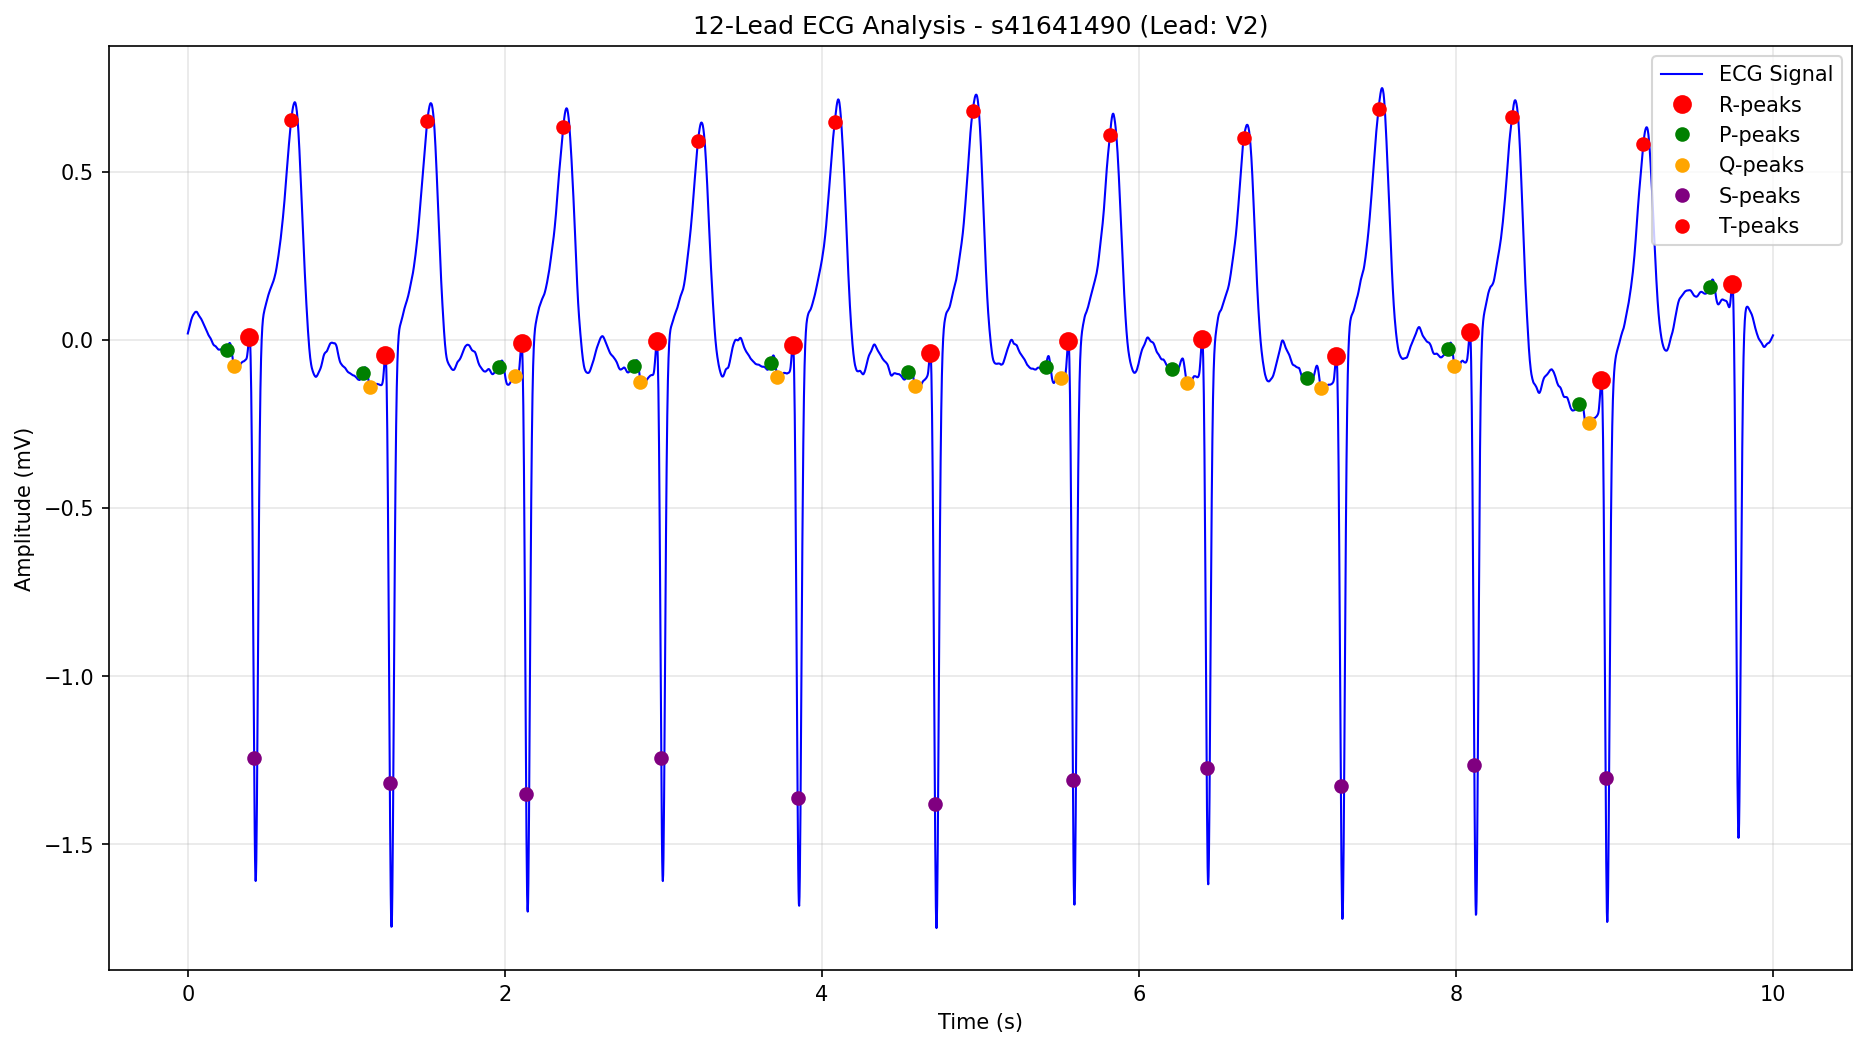 12-Lead ECG Analysis - s41641490 (Lead: V2)
ECG Signal
R-peaks
P-peaks
Q-peaks
S-peaks
T-peaks
Amplitude (mV)
0.5
0.0
−0.5
−1.0
−1.5
0 2 4 6 8 10
Time (s)